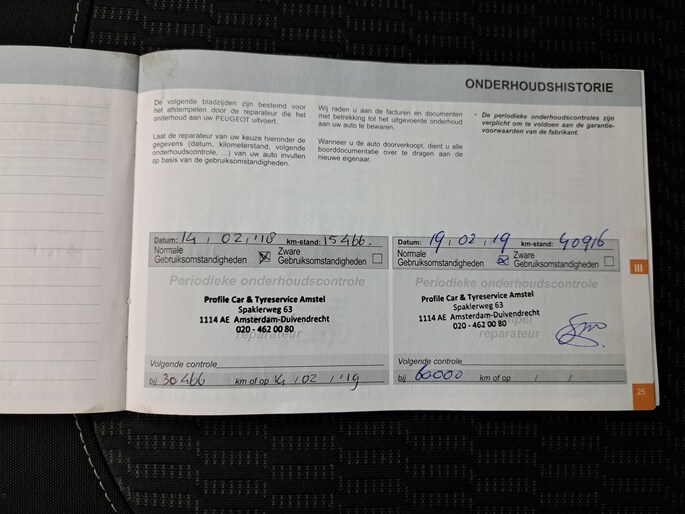 ONDERHOUDSHISTORIE
De volgende bladzijden zijn bestemd voor
het afstempelen door de reparateur die het
onderhoud aan uw PEUGEOT uitvoert.
Laat de reparateur van uw keuze hieronder de
gegevens (datum, kilometerstand, volgende
onderhoudscontrole, ...) van uw auto invullen
op basis van de gebruiksomstandigheden.
Wij raden u aan de facturen en documenten
met betrekking tot het uitgevoerde onderhoud
aan uw auto te bewaren.
Wanneer u de auto doorverkoopt, dient u alle
boorddocumentatie over te dragen aan de
nieuwe eigenaar.
- De periodieke onderhoudscontroles zijn
verplicht om te voldoen aan de garantie-
voorwaarden van de fabrikant.
Datum: 14 / 02 / '18 km-stand: 15466.
Normale Zware
Gebruiksomstandigheden Gebruiksomstandigheden
Periodieke onderhoudscontrole
Profile Car & Tyreservice Amstel
Spaklerweg 63
1114 AE Amsterdam-Duivendrecht
020 - 462 00 80
reparateur
Volgende controle
bij 30466 km of op 14 / 02 / '19
Datum: 19 / 02 / 19 km-stand: 40916
Normale Zware
Gebruiksomstandigheden Gebruiksomstandigheden
Periodieke onderhoudscontrole
Profile Car & Tyreservice Amstel
Spaklerweg 63
1114 AE Amsterdam-Duivendrecht
020 - 462 00 80
reparateur
Volgende controle
bij 60000 km of op / /
III
25